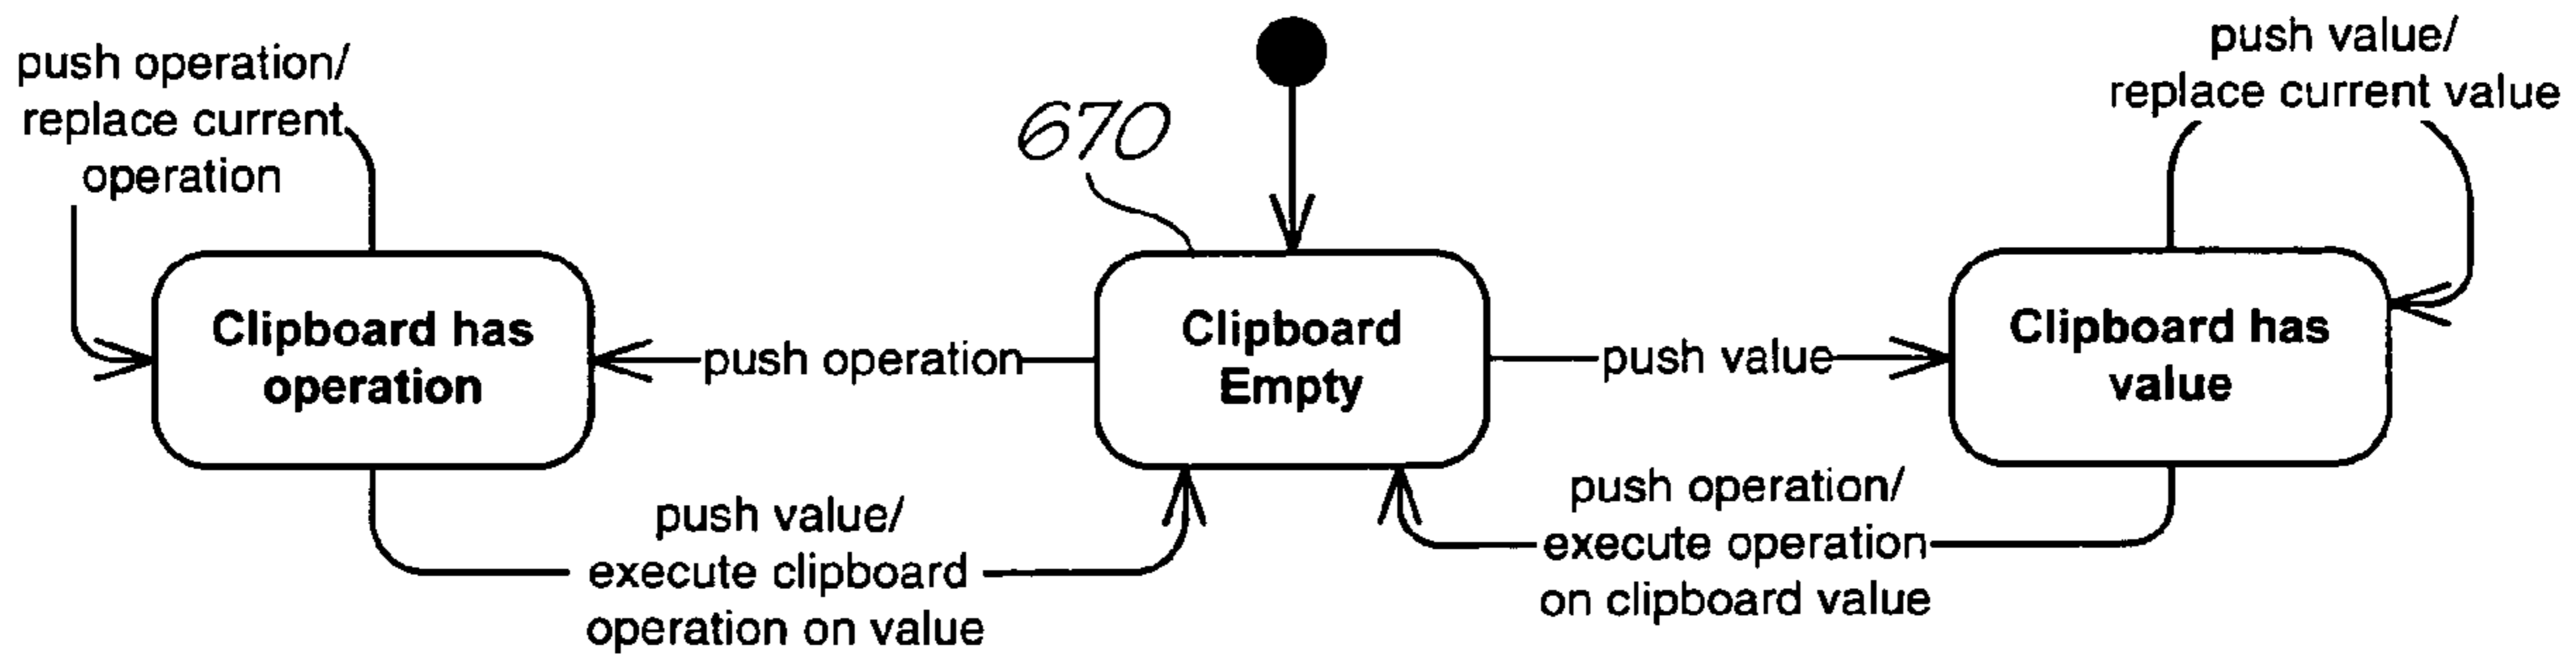 push operation/
replace current
operation
670
push value/
replace current value
Clipboard has
operation
push operation
Clipboard
Empty
push value
Clipboard has
value
push value/
execute clipboard
operation on value
push operation/
execute operation
on clipboard value